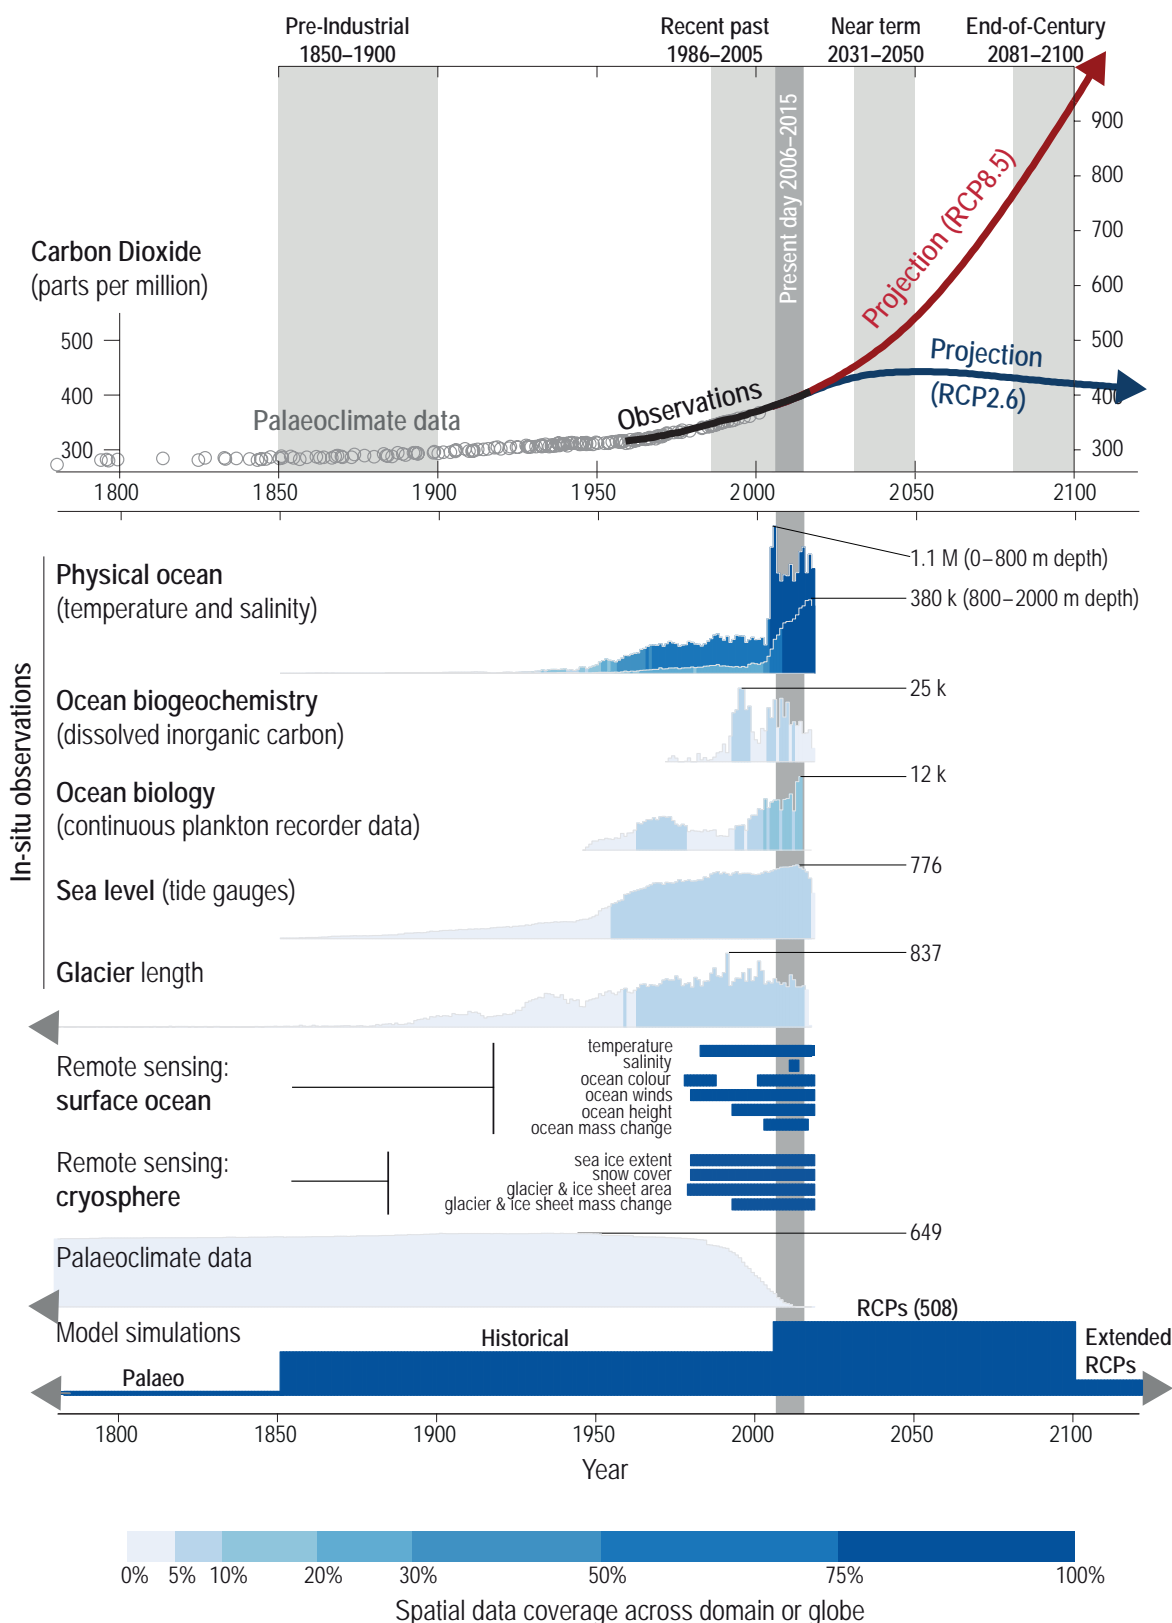 Pre-Industrial
1850–1900
Recent past
1986–2005
Near term
2031–2050
End-of-Century
2081–2100
Present day 2006–2015
Projection (RCP8.5)
900
800
700
600
500
400
300
Carbon Dioxide
(parts per million)
500
400
300
Palaeoclimate data
Observations
Projection
(RCP2.6)
1800
1850
1900
1950
2000
2050
2100
In-situ observations
Physical ocean
(temperature and salinity)
1.1 M (0–800 m depth)
380 k (800–2000 m depth)
Ocean biogeochemistry
(dissolved inorganic carbon)
25 k
Ocean biology
(continuous plankton recorder data)
12 k
Sea level (tide gauges)
776
Glacier length
837
Remote sensing:
surface ocean
temperature
salinity
ocean colour
ocean winds
ocean height
ocean mass change
Remote sensing:
cryosphere
sea ice extent
snow cover
glacier & ice sheet area
glacier & ice sheet mass change
649
Palaeoclimate data
Model simulations
Palaeo
Historical
RCPs (508)
Extended
RCPs
1800
1850
1900
1950
2000
2050
2100
Year
0%
5%
10%
20%
30%
50%
75%
100%
Spatial data coverage across domain or globe